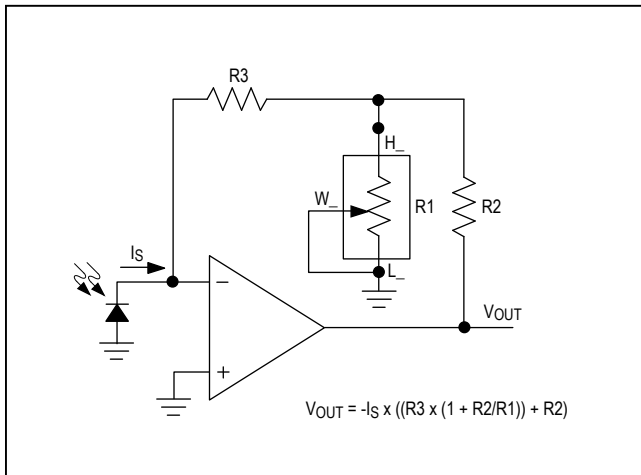 R3
H_
W_
R1
R2
L_
IS
−
+
VOUT
VOUT = -IS x ((R3 x (1 + R2/R1)) + R2)